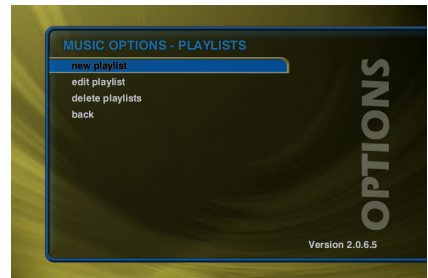 MUSIC OPTIONS - PLAYLISTS
new playlist
edit playlist
delete playlists
back
OPTIONS
Version 2.0.6.5